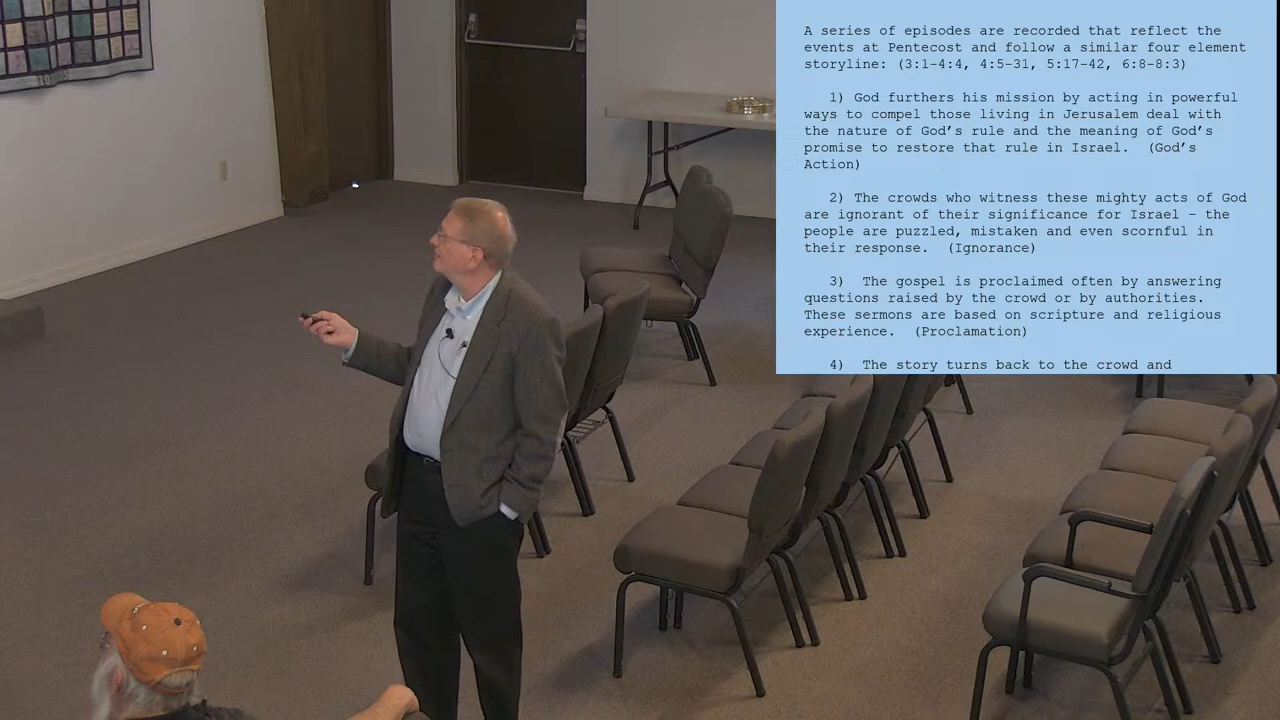 A series of episodes are recorded that reflect the
events at Pentecost and follow a similar four element
storyline: (3:1-4:4, 4:5-31, 5:17-42, 6:8-8:3)
1) God furthers his mission by acting in powerful
ways to compel those living in Jerusalem deal with
the nature of God’s rule and the meaning of God’s
promise to restore that rule in Israel. (God’s
Action)
2) The crowds who witness these mighty acts of God
are ignorant of their significance for Israel – the
people are puzzled, mistaken and even scornful in
their response. (Ignorance)
3) The gospel is proclaimed often by answering
questions raised by the crowd or by authorities.
These sermons are based on scripture and religious
experience. (Proclamation)
4) The story turns back to the crowd and